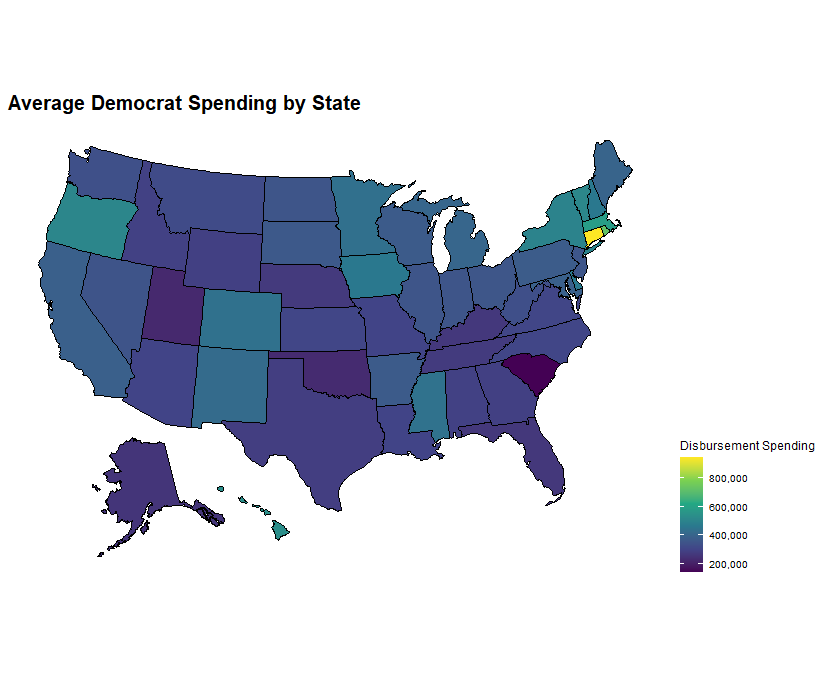 Average Democrat Spending by State
Disbursement Spending
800,000
600,000
400,000
200,000